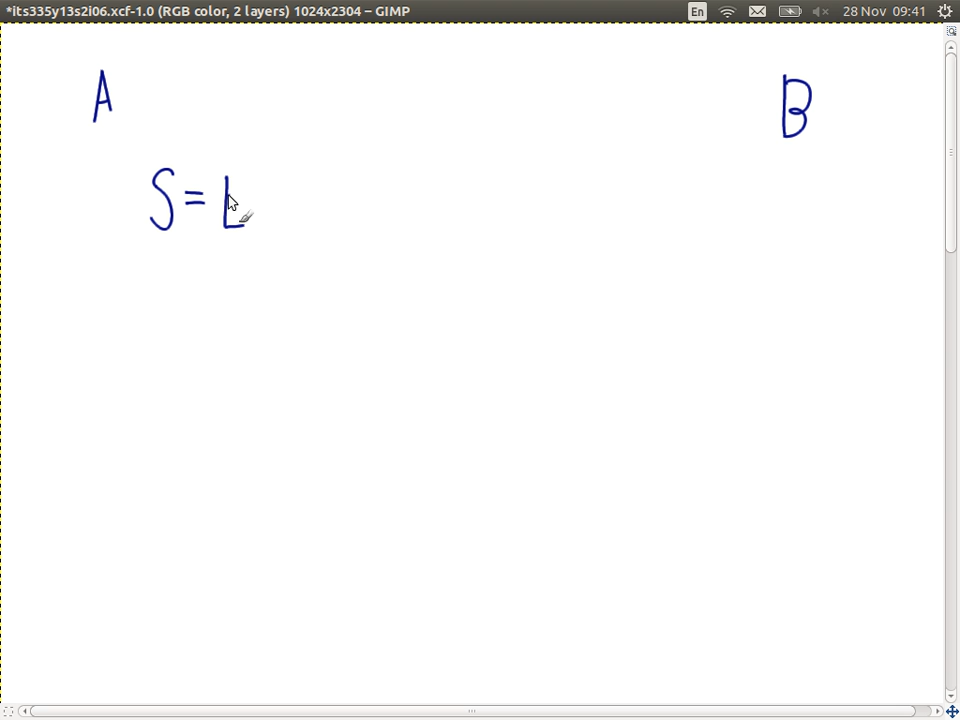 *its335y13s2i06.xcf-1.0 (RGB color, 2 layers) 1024x2304 – GIMP
En
28 Nov 09:41
A
B
S = L